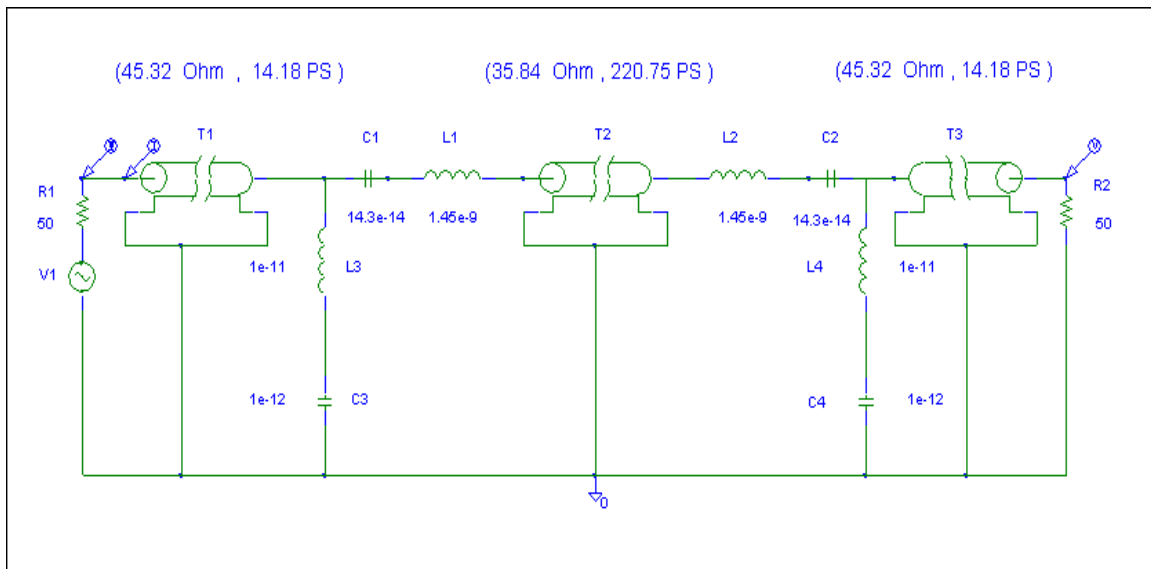 (45.32 Ohm , 14.18 PS )
(35.84 Ohm , 220.75 PS )
(45.32 Ohm , 14.18 PS )
T1
C1
L1
T2
L2
C2
T3
R1
50
V1
14.3e-14
1.45e-9
1.45e-9
14.3e-14
R2
50
1e-11
L3
L4
1e-11
1e-12
C3
C4
1e-12
0